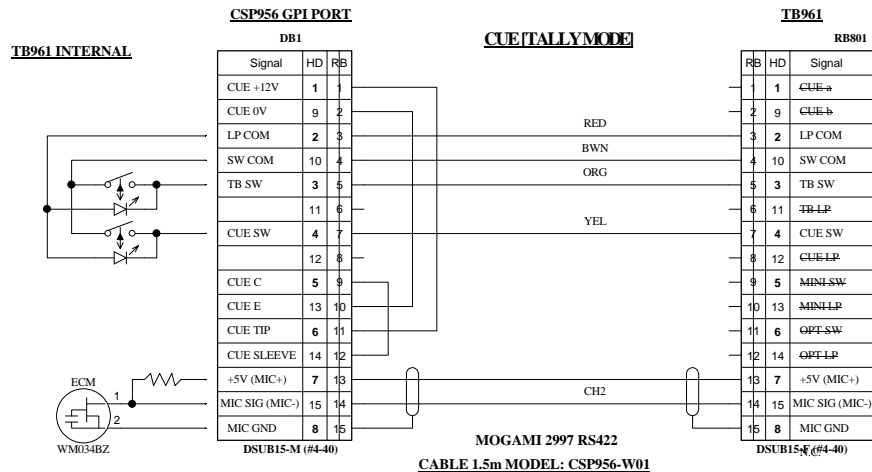 CSP956 GPI PORT
TB961
TB961 INTERNAL
DB1
CUE [TALLY MODE]
RB801
Signal HD RB
RB HD Signal
CUE +12V 1 1
1 1 CUE a
CUE 0V 9 2
2 9 CUE b
LP COM 2 3
RED
3 2 LP COM
SW COM 10 4
BWN
4 10 SW COM
TB SW 3 5
ORG
5 3 TB SW
11 6
6 11 TB LP
CUE SW 4 7
YEL
7 4 CUE SW
12 8
8 12 CUE LP
CUE C 5 9
9 5 MINI SW
CUE E 13 10
10 13 MINI LP
CUE TIP 6 11
11 6 OPT SW
CUE SLEEVE 14 12
12 14 OPT LP
ECM
+5V (MIC+) 7 13
13 7 +5V (MIC+)
1
CH2
MIC SIG (MIC-) 15 14
14 15 MIC SIG (MIC-)
2
MIC GND 8 15
15 8 MIC GND
WM034BZ
DSUB15-M (#4-40)
MOGAMI 2997 RS422
DSUB15-F (#4-40)
N.C.
CABLE 1.5m MODEL: CSP956-W01